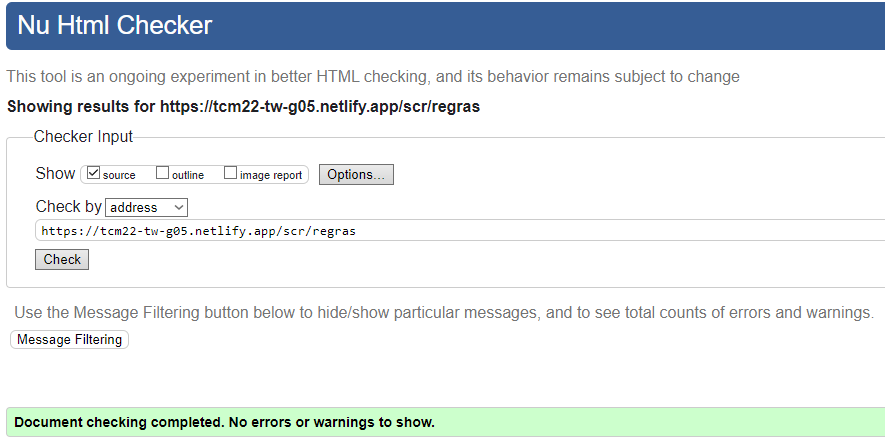 Nu Html Checker
This tool is an ongoing experiment in better HTML checking, and its behavior remains subject to change
Showing results for https://tcm22-tw-g05.netlify.app/scr/regras
Checker Input
Show source outline image report Options...
Check by address
https://tcm22-tw-g05.netlify.app/scr/regras
Check
Use the Message Filtering button below to hide/show particular messages, and to see total counts of errors and warnings.
Message Filtering
Document checking completed. No errors or warnings to show.